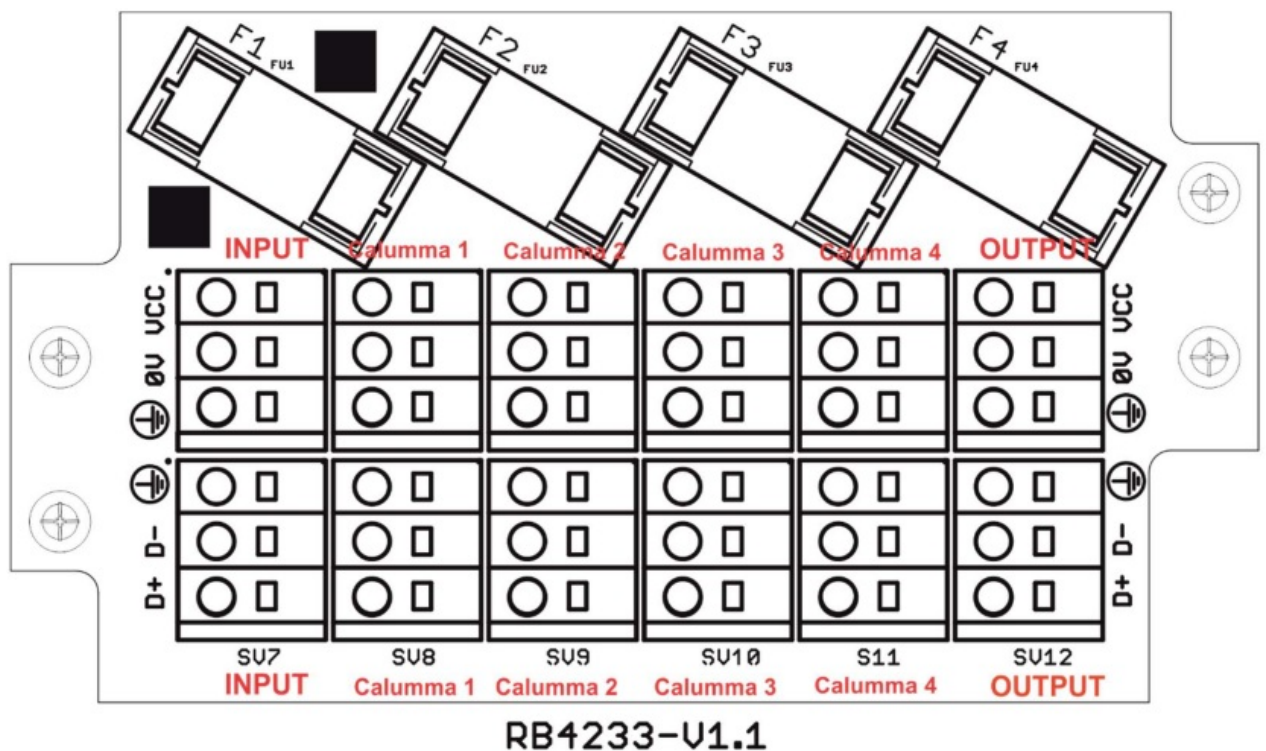 F1 FU1 F2 FU2 F3 FU3 F4 FU4
INPUT Calumma 1 Calumma 2 Calumma 3 Calumma 4 OUTPUT
VCC VCC
0V 0V
D- D-
D+ D+
SV7 SV8 SV9 SV10 S11 SV12
INPUT Calumma 1 Calumma 2 Calumma 3 Calumma 4 OUTPUT
RB4233-V1.1